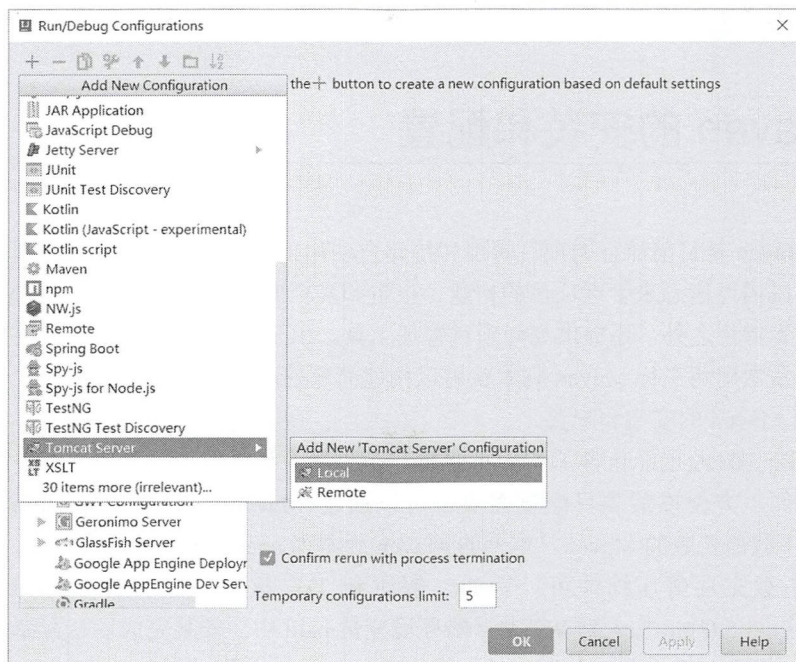 Run/Debug Configurations
Add New Configuration
the + button to create a new configuration based on default settings
JAR Application
JavaScript Debug
Jetty Server
JUnit
JUnit Test Discovery
Kotlin
Kotlin (JavaScript - experimental)
Kotlin script
Maven
npm
NW.js
Remote
Spring Boot
Spy-js
Spy-js for Node.js
TestNG
TestNG Test Discovery
Tomcat Server
XSLT
30 items more (irrelevant)...
Add New 'Tomcat Server' Configuration
Local
Remote
GWT Configuration
Geronimo Server
GlassFish Server
Google App Engine Deployr
Google AppEngine Dev Serv
Gradle
Confirm rerun with process termination
Temporary configurations limit: 5
OK
Cancel
Apply
Help